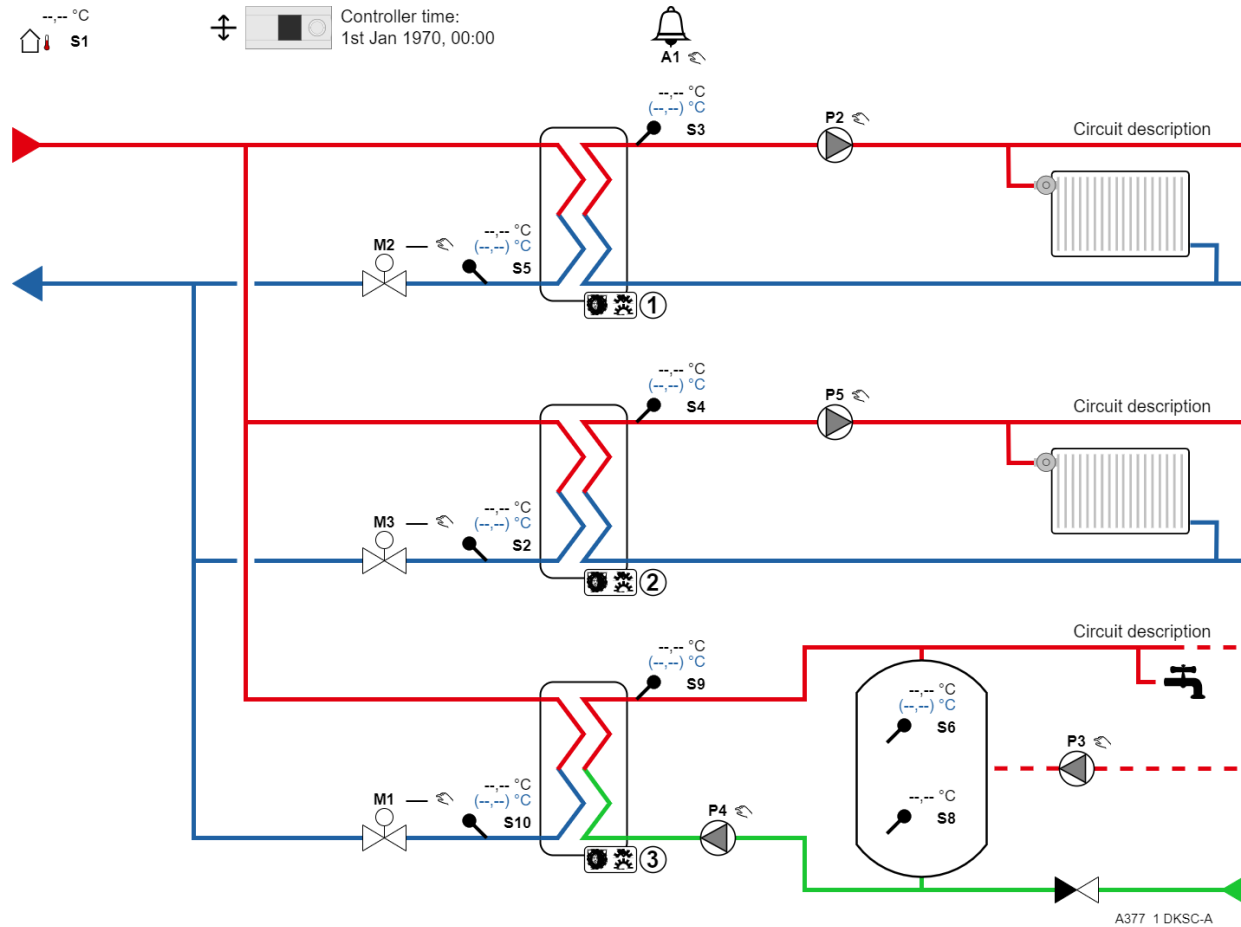 --,-- °C
S1
Controller time:
1st Jan 1970, 00:00
A1
--,-- °C
(--,--) °C
S3
P2
Circuit description
M2
--,-- °C
(--,--) °C
S5
1
--,-- °C
(--,--) °C
S4
P5
Circuit description
M3
--,-- °C
(--,--) °C
S2
2
--,-- °C
(--,--) °C
S9
Circuit description
--,-- °C
(--,--) °C
S6
P3
M1
--,-- °C
(--,--) °C
S10
P4
--,-- °C
S8
3
A377 1 DKSC-A